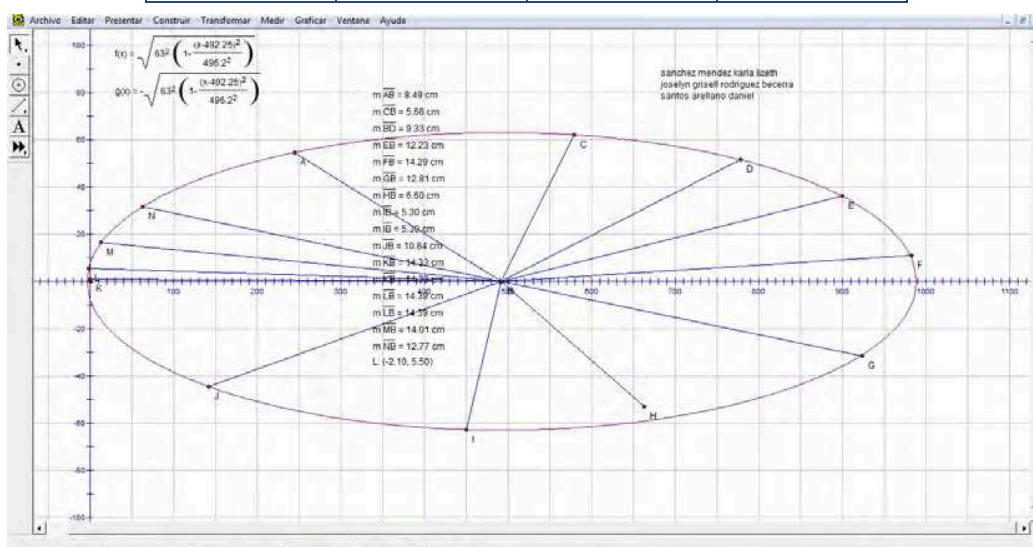 Archivo Editar Presentar Construir Transformar Medir Graficar Ventana Ayuda
f(x) = √63² (1-(x-492.25)²/496.2²)
g(x) = -√63² (1-(x-492.25)²/496.2²)
sanchez mendez karla lizeth
joselyn grisell rodriguez becerra
santos arellano daniel
m AB = 8.49 cm
m CB = 5.68 cm
m BD = 9.33 cm
m EB = 12.23 cm
m FB = 14.29 cm
m GB = 12.81 cm
m HB = 6.60 cm
m IB = 5.30 cm
m IB = 5.30 cm
m JB = 10.84 cm
m KB = 14.33 cm
m LB = 14.39 cm
m LB = 14.39 cm
m MB = 14.01 cm
m NB = 12.77 cm
L: (-2.10, 5.50)
100
80
60
40
20
-20
-40
-60
-80
-100
100 200 300 400 500 600 700 800 900 1000 1100
A
C
D
E
F
G
H
I
J
K
M
N
A